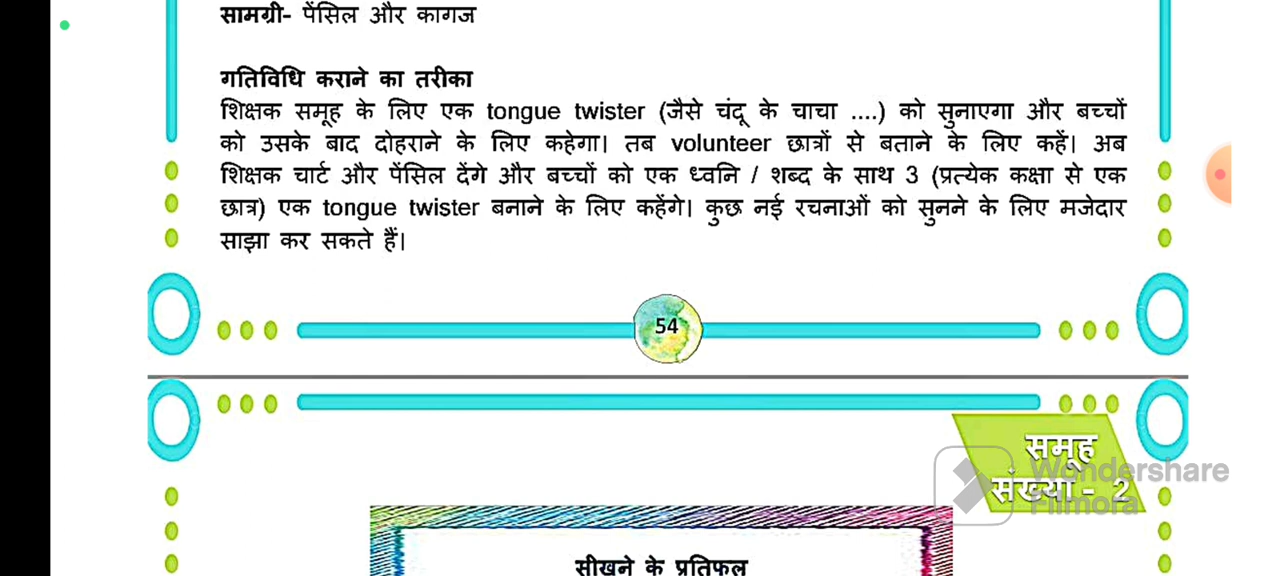 सामग्री- पेंसिल और कागज
गतिविधि कराने का तरीका
शिक्षक समूह के लिए एक tongue twister (जैसे चंदू के चाचा ....) को सुनाएगा और बच्चों
को उसके बाद दोहराने के लिए कहेगा। तब volunteer छात्रों से बताने के लिए कहें। अब
शिक्षक चार्ट और पेंसिल देंगे और बच्चों को एक ध्वनि / शब्द के साथ 3 (प्रत्येक कक्षा से एक
छात्र) एक tongue twister बनाने के लिए कहेंगे। कुछ नई रचनाओं को सुनने के लिए मजेदार
साझा कर सकते हैं।
54
समूह
संख्या - 2
Wondershare
Filmora
सीखने के प्रतिफल